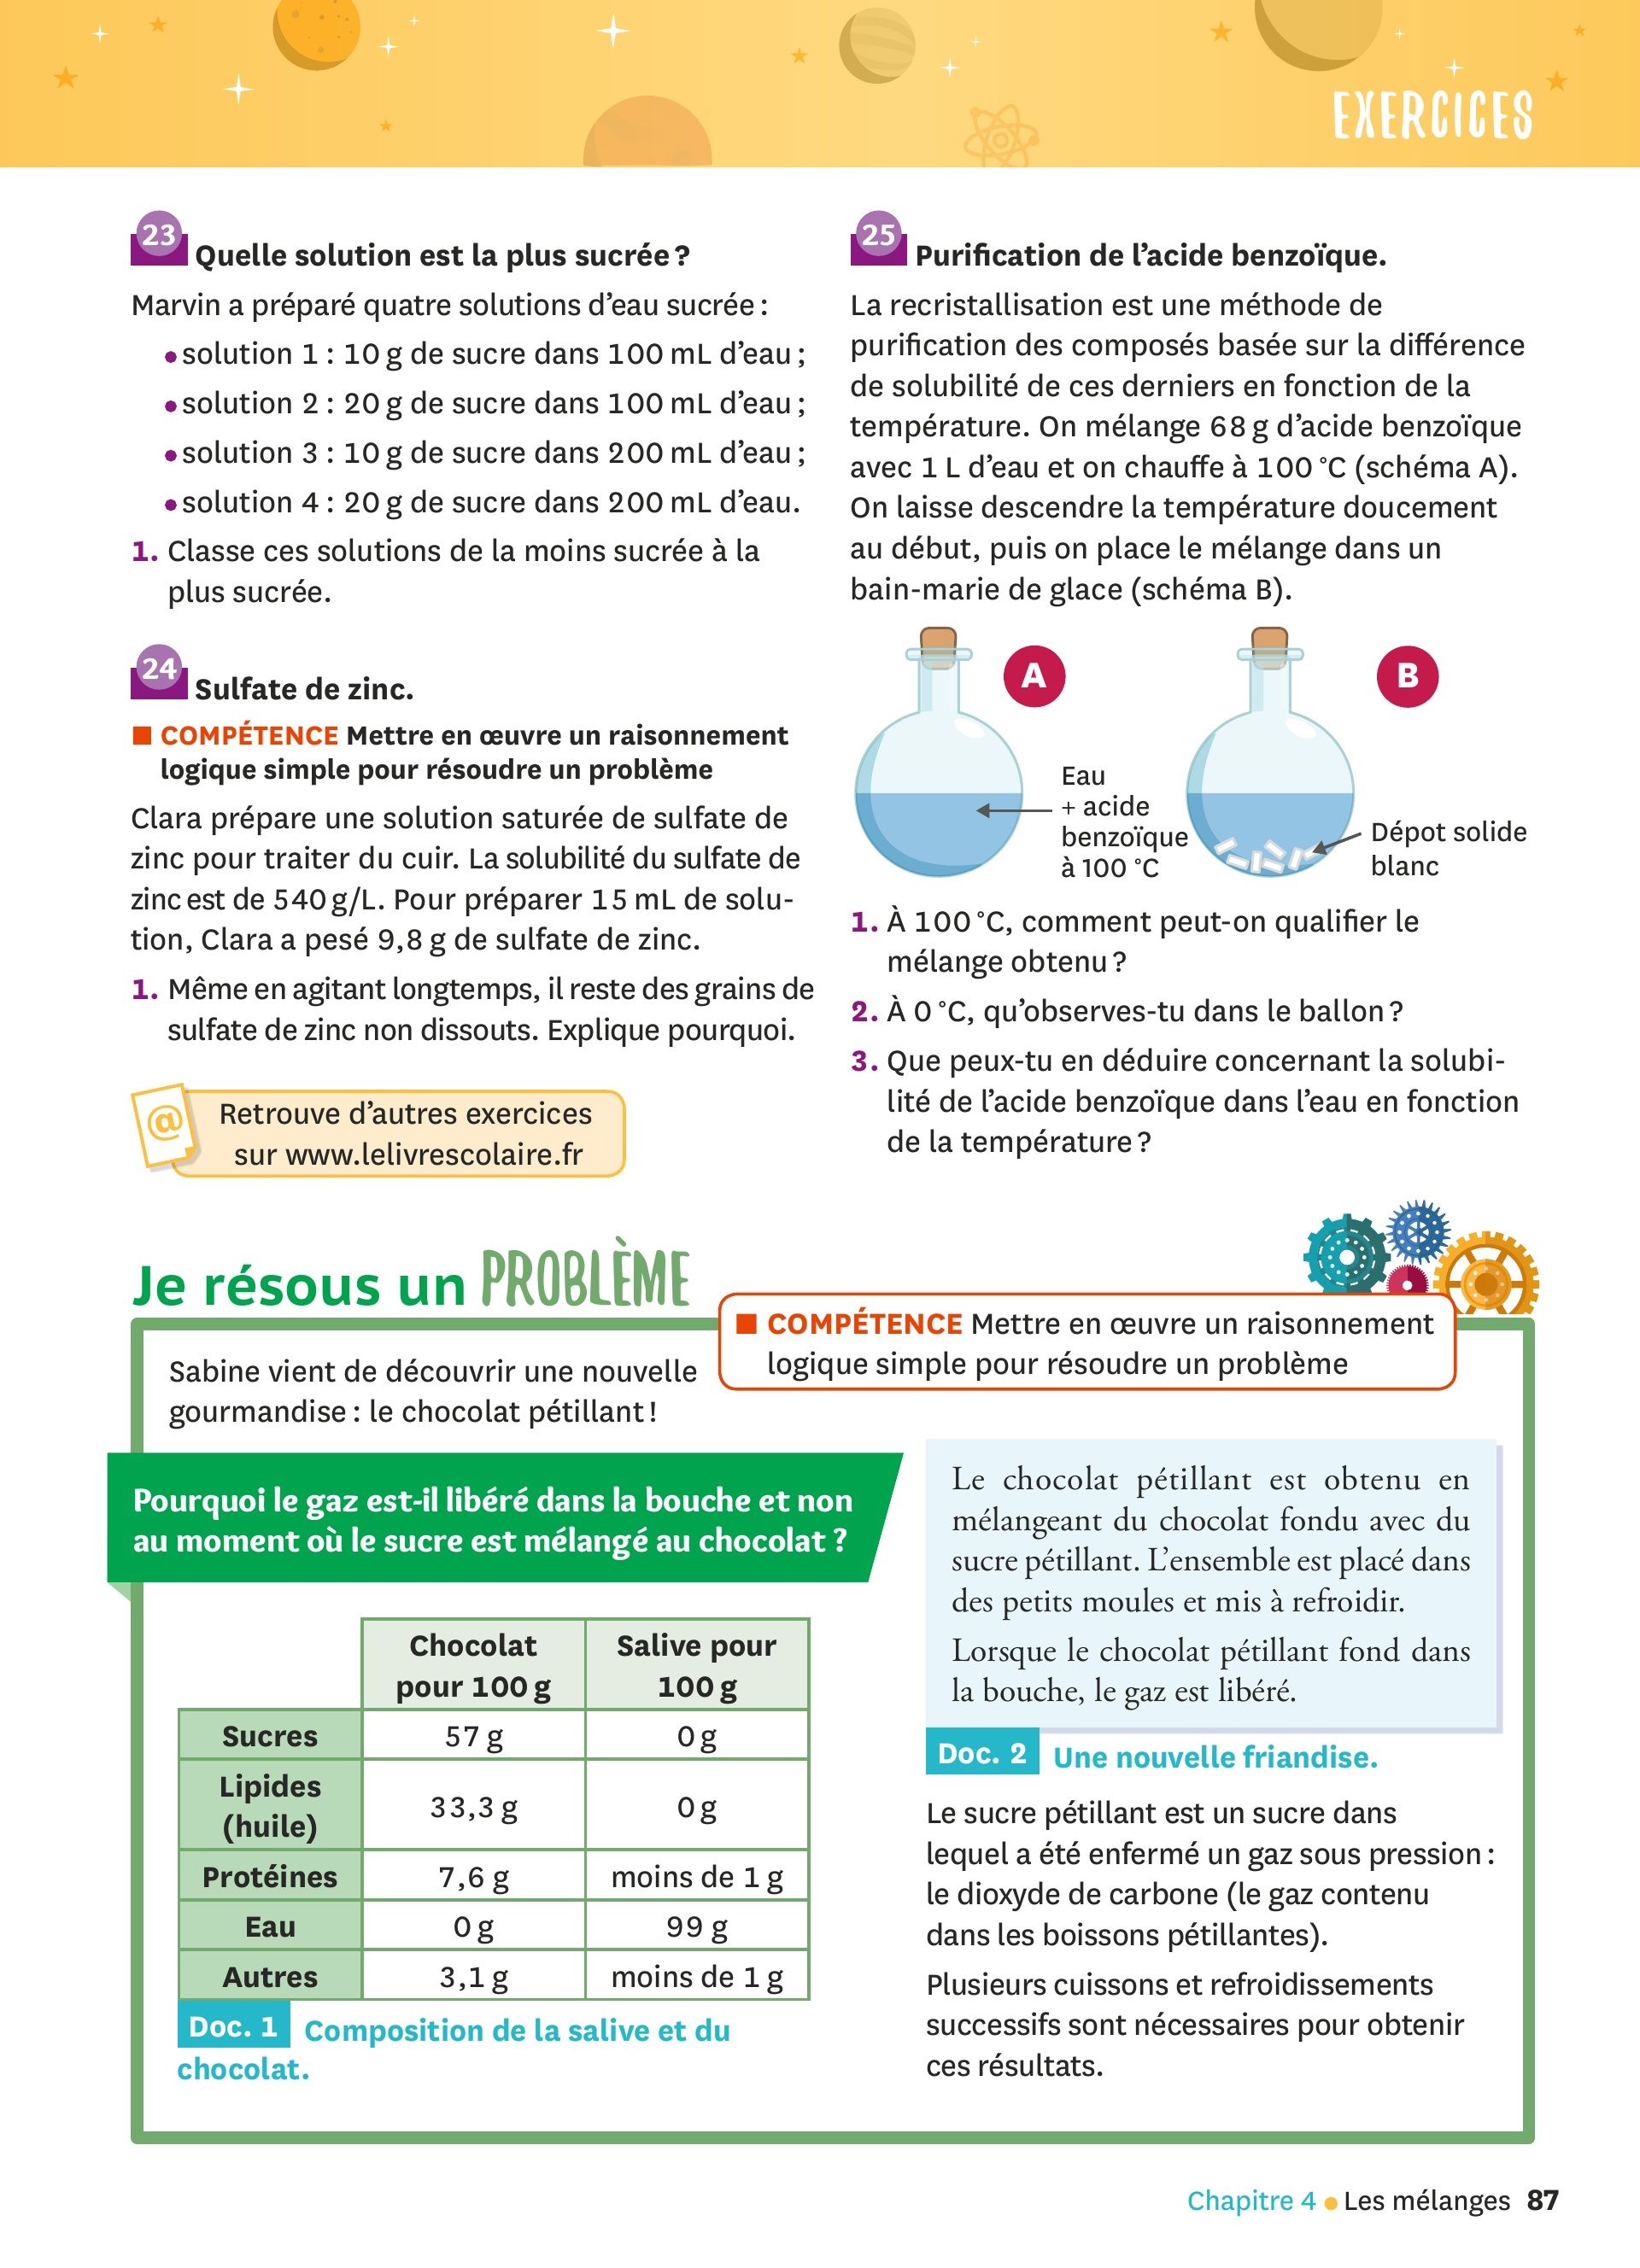 EXERCICES
23 Quelle solution est la plus sucrée ?
Marvin a préparé quatre solutions d’eau sucrée :
• solution 1 : 10 g de sucre dans 100 mL d’eau ;
• solution 2 : 20 g de sucre dans 100 mL d’eau ;
• solution 3 : 10 g de sucre dans 200 mL d’eau ;
• solution 4 : 20 g de sucre dans 200 mL d’eau.
1. Classe ces solutions de la moins sucrée à la
plus sucrée.
24 Sulfate de zinc.
■ COMPÉTENCE Mettre en œuvre un raisonnement
logique simple pour résoudre un problème
Clara prépare une solution saturée de sulfate de
zinc pour traiter du cuir. La solubilité du sulfate de
zinc est de 540 g/L. Pour préparer 15 mL de solu-
tion, Clara a pesé 9,8 g de sulfate de zinc.
1. Même en agitant longtemps, il reste des grains de
sulfate de zinc non dissouts. Explique pourquoi.
@
Retrouve d’autres exercices
sur www.lelivrescolaire.fr
25 Purification de l’acide benzoïque.
La recristallisation est une méthode de
purification des composés basée sur la différence
de solubilité de ces derniers en fonction de la
température. On mélange 68 g d’acide benzoïque
avec 1 L d’eau et on chauffe à 100 °C (schéma A).
On laisse descendre la température doucement
au début, puis on place le mélange dans un
bain-marie de glace (schéma B).
A
B
Eau
+ acide
benzoïque
à 100 °C
Dépot solide
blanc
1. À 100 °C, comment peut-on qualifier le
mélange obtenu ?
2. À 0 °C, qu’observes-tu dans le ballon ?
3. Que peux-tu en déduire concernant la solubi-
lité de l’acide benzoïque dans l’eau en fonction
de la température ?
Je résous un PROBLÈME
■ COMPÉTENCE Mettre en œuvre un raisonnement
logique simple pour résoudre un problème
Sabine vient de découvrir une nouvelle
gourmandise : le chocolat pétillant !
Pourquoi le gaz est-il libéré dans la bouche et non
au moment où le sucre est mélangé au chocolat ?
Chocolat pour 100 g Salive pour 100 g
Sucres 57 g 0 g
Lipides (huile) 33,3 g 0 g
Protéines 7,6 g moins de 1 g
Eau 0 g 99 g
Autres 3,1 g moins de 1 g
Doc. 1 Composition de la salive et du
chocolat.
Le chocolat pétillant est obtenu en
mélangeant du chocolat fondu avec du
sucre pétillant. L’ensemble est placé dans
des petits moules et mis à refroidir.
Lorsque le chocolat pétillant fond dans
la bouche, le gaz est libéré.
Doc. 2 Une nouvelle friandise.
Le sucre pétillant est un sucre dans
lequel a été enfermé un gaz sous pression :
le dioxyde de carbone (le gaz contenu
dans les boissons pétillantes).
Plusieurs cuissons et refroidissements
successifs sont nécessaires pour obtenir
ces résultats.
Chapitre 4 • Les mélanges 87